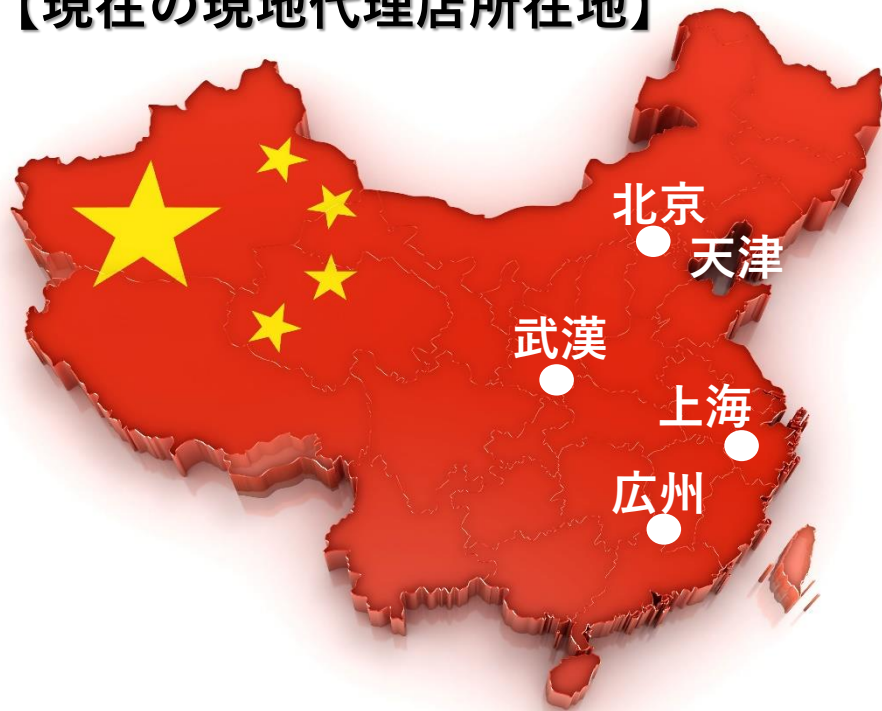 【現在の現地代理店所在地】
北京
天津
武漢
上海
広州